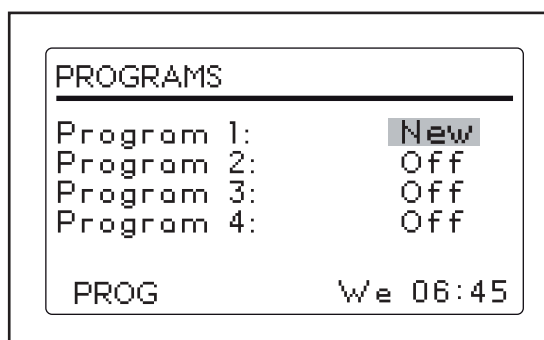 PROGRAMS
Program 1: New
Program 2: Off
Program 3: Off
Program 4: Off
PROG We 06:45